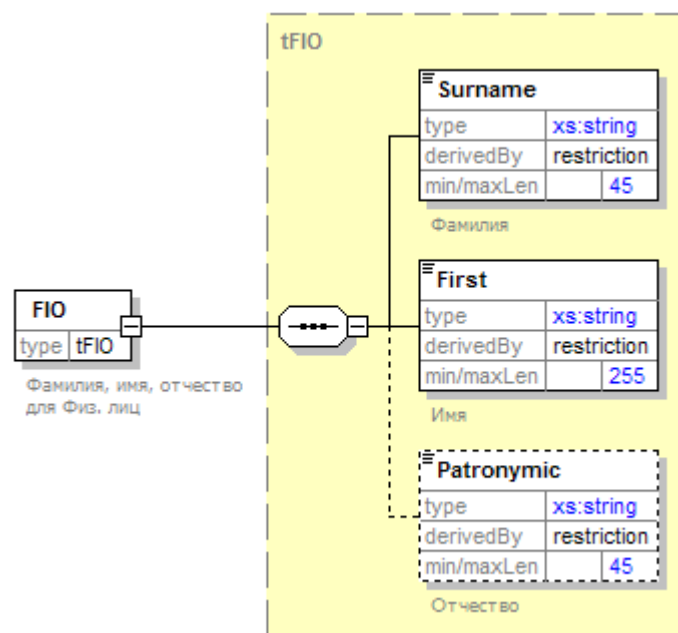 tFIO
Surname
type xs:string
derivedBy restriction
min/maxLen 45
Фамилия
First
type xs:string
derivedBy restriction
min/maxLen 255
Имя
FIO
type tFIO
Фамилия, имя, отчество
для Физ. лиц
Patronymic
type xs:string
derivedBy restriction
min/maxLen 45
Отчество